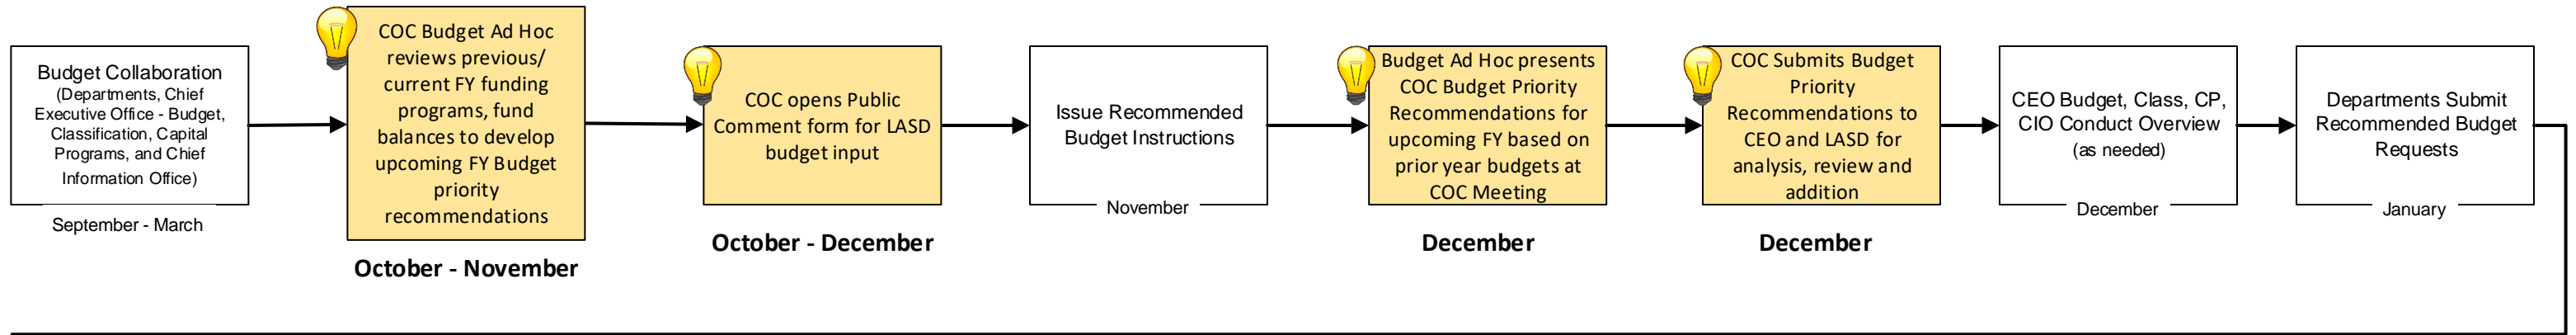 Budget Collaboration
(Departments, Chief
Executive Office - Budget,
Classification, Capital
Programs, and Chief
Information Office)
September - March
COC Budget Ad Hoc
reviews previous/
current FY funding
programs, fund
balances to develop
upcoming FY Budget
priority
recommendations
October - November
COC opens Public
Comment form for LASD
budget input
October - December
Issue Recommended
Budget Instructions
November
Budget Ad Hoc presents
COC Budget Priority
Recommendations for
upcoming FY based on
prior year budgets at
COC Meeting
December
COC Submits Budget
Priority
Recommendations to
CEO and LASD for
analysis, review and
addition
December
CEO Budget, Class, CP,
CIO Conduct Overview
(as needed)
December
Departments Submit
Recommended Budget
Requests
January